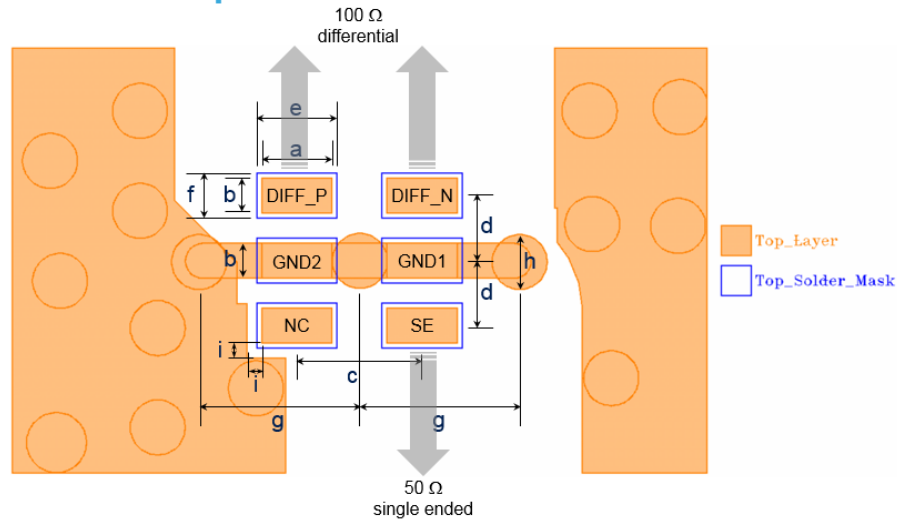 100 Ω
differential
e
a
f
b
DIFF_P
DIFF_N
d
b
GND2
GND1
h
Top_Layer
Top_Solder_Mask
d
NC
SE
i
i
c
g
g
50 Ω
single ended